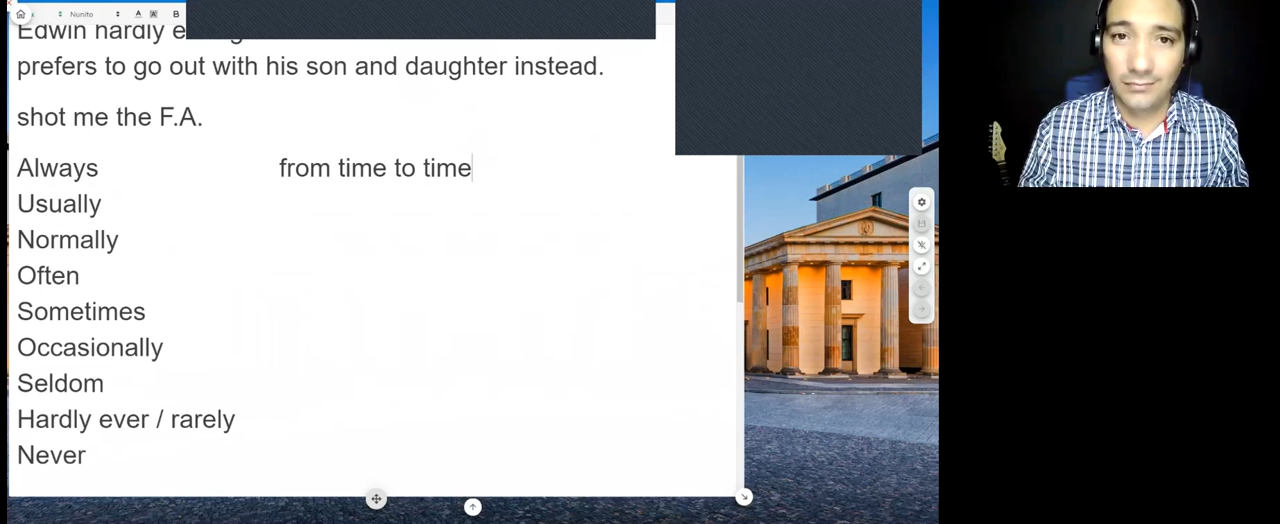 Nunito A A B
Edwin hardly e
prefers to go out with his son and daughter instead.
shot me the F.A.
Always from time to time
Usually
Normally
Often
Sometimes
Occasionally
Seldom
Hardly ever / rarely
Never